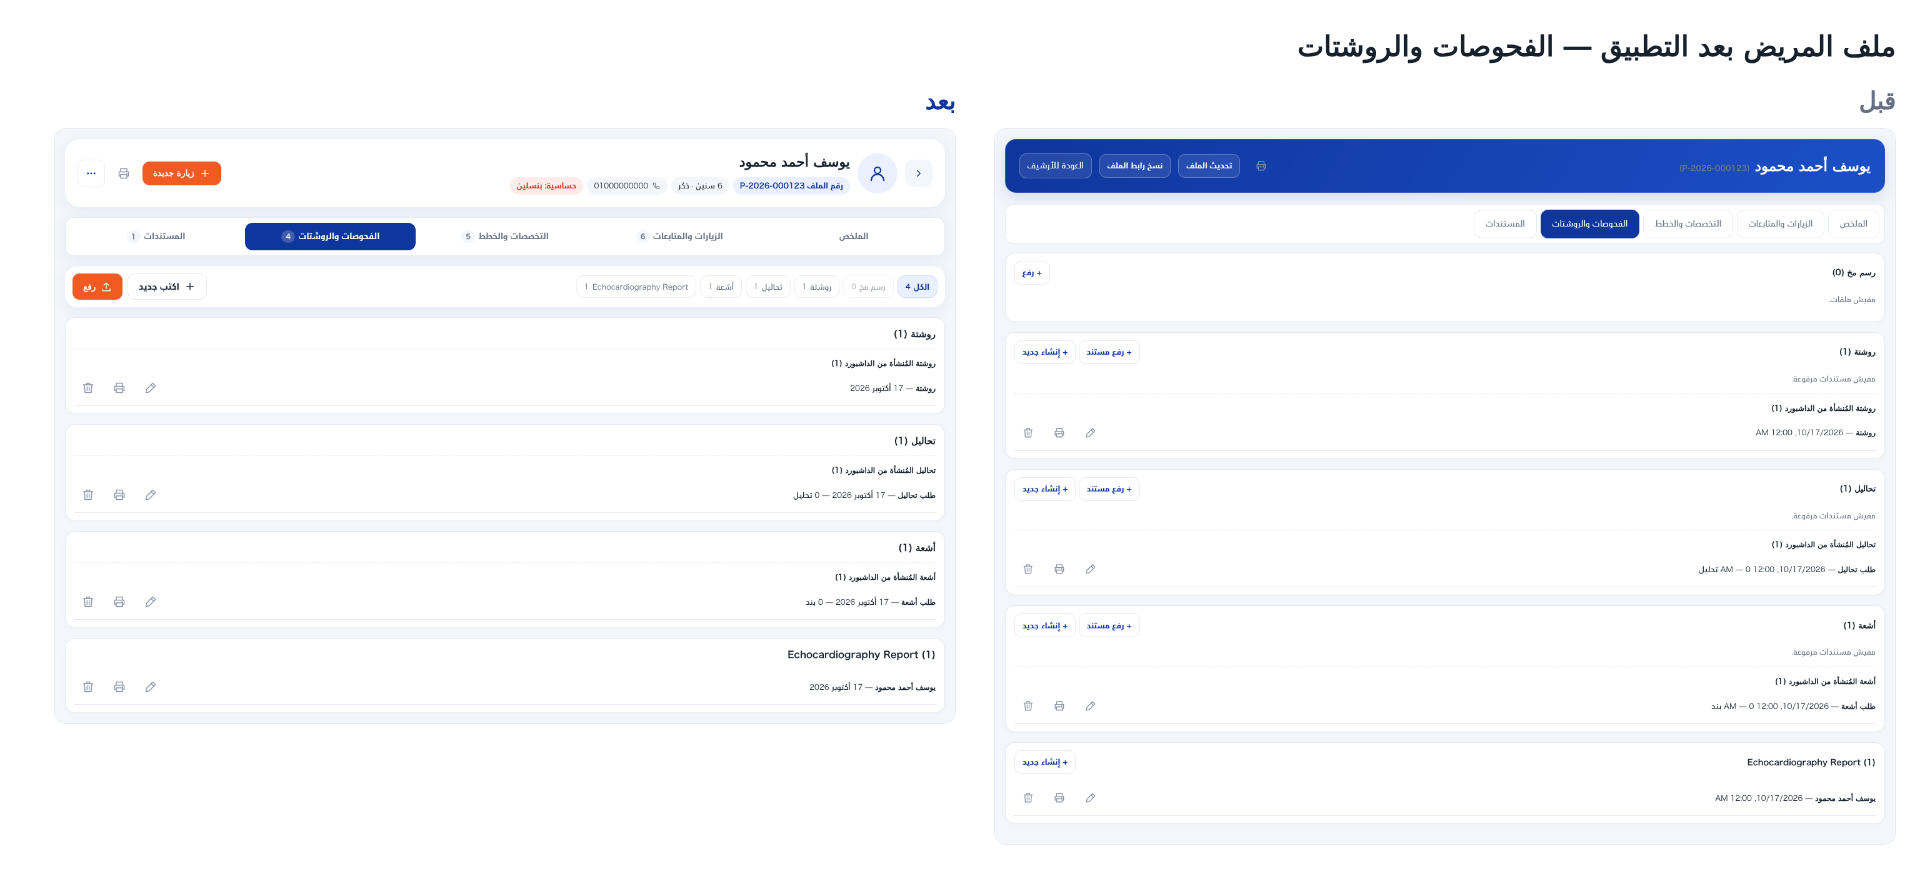 ملف المريض بعد التطبيق — الفحوصات والروشتات
قبل
يوسف أحمد محمود (P-2026-000123)
تحديث الملف
نسخ رابط الملف
العودة للأرشيف
الملخص
الزيارات والمتابعات
التخصصات والخطط
الفحوصات والروشتات
المستندات
رسم مخ (0)
+ رفع
مفيش ملفات.
روشتة (1)
+ رفع مستند
+ إنشاء جديد
مفيش مستندات مرفوعة.
روشتة المُنشأة من الداشبورد (1)
روشتة — 10/17/2026, 12:00 AM
تحاليل (1)
+ رفع مستند
+ إنشاء جديد
مفيش مستندات مرفوعة.
تحاليل المُنشأة من الداشبورد (1)
طلب تحاليل — 10/17/2026, 12:00 AM — 0 تحليل
أشعة (1)
+ رفع مستند
+ إنشاء جديد
مفيش مستندات مرفوعة.
أشعة المُنشأة من الداشبورد (1)
طلب أشعة — 10/17/2026, 12:00 AM — 0 بند
Echocardiography Report (1)
+ إنشاء جديد
يوسف أحمد محمود — 10/17/2026, 12:00 AM
بعد
يوسف أحمد محمود
رقم الملف P-2026-000123
6 سنين · ذكر
01000000000
حساسية: بنسلين
+ زيارة جديدة
الملخص
الزيارات والمتابعات 6
التخصصات والخطط 5
الفحوصات والروشتات 4
المستندات 1
الكل 4
روشتة 1
رسم مخ 0
تحاليل 1
أشعة 1
Echocardiography Report 1
+ اكتب جديد
رفع
روشتة (1)
روشتة المُنشأة من الداشبورد (1)
روشتة — 17 أكتوبر 2026
تحاليل (1)
تحاليل المُنشأة من الداشبورد (1)
طلب تحاليل — 17 أكتوبر 2026 — 0 تحليل
أشعة (1)
أشعة المُنشأة من الداشبورد (1)
طلب أشعة — 17 أكتوبر 2026 — 0 بند
Echocardiography Report (1)
يوسف أحمد محمود — 17 أكتوبر 2026